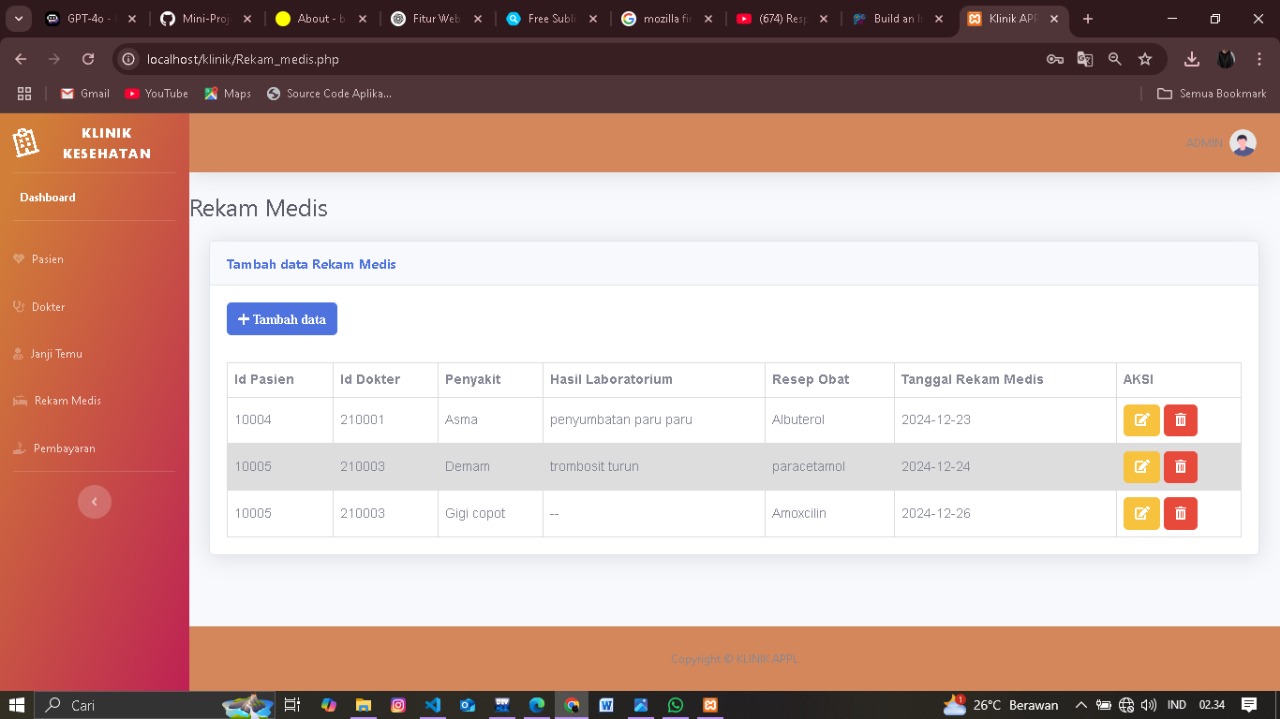 GPT-4o -
Mini-Proj
About - b
Fitur Web
Free Subl
mozilla fi
(674) Resp
Build an I
Klinik APP
localhost/klinik/Rekam_medis.php
Gmail
YouTube
Maps
Source Code Aplika...
Semua Bookmark
KLINIK
KESEHATAN
ADMIN
Dashboard
Pasien
Dokter
Janji Temu
Rekam Medis
Pembayaran
Rekam Medis
Tambah data Rekam Medis
Tambah data
Id Pasien Id Dokter Penyakit Hasil Laboratorium Resep Obat Tanggal Rekam Medis AKSI
10004 210001 Asma penyumbatan paru paru Albuterol 2024-12-23
10005 210003 Demam trombosit turun paracetamol 2024-12-24
10005 210003 Gigi copot -- Amoxcilin 2024-12-26
Copyright © KLINIK APPL
Cari
26°C Berawan
IND
02.34